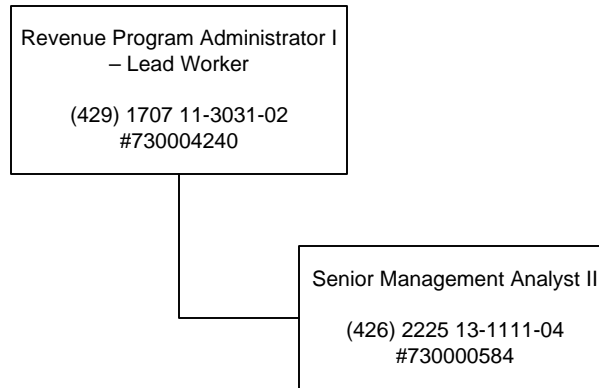 Revenue Program Administrator I
– Lead Worker
(429) 1707 11-3031-02
#730004240
Senior Management Analyst II
(426) 2225 13-1111-04
#730000584